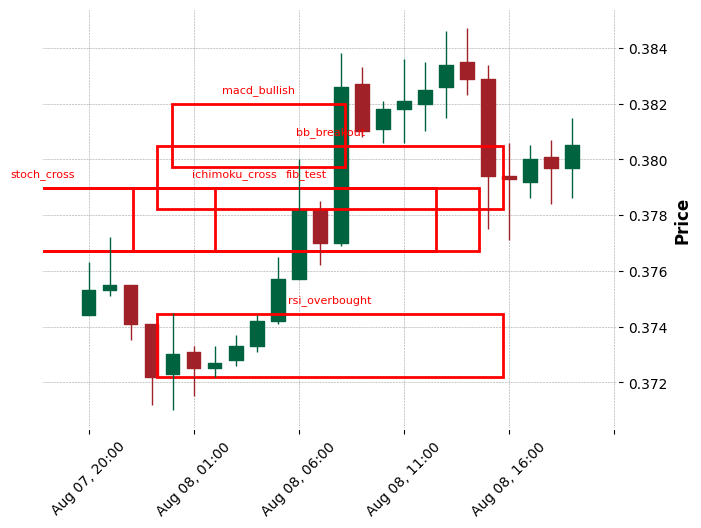 macd_bullish
bb_breakout
stoch_cross
ichimoku_cross
fib_test
rsi_overbought
0.384
0.382
0.380
0.378
0.376
0.374
0.372
Price
Aug 07, 20:00
Aug 08, 01:00
Aug 08, 06:00
Aug 08, 11:00
Aug 08, 16:00